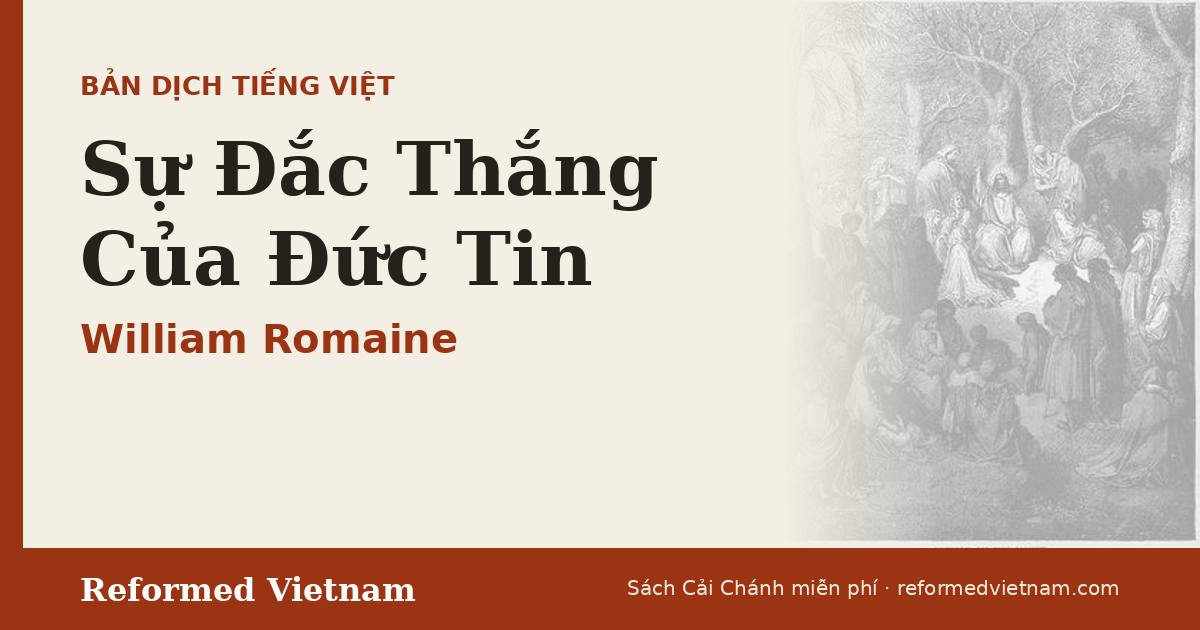 BẢN DỊCH TIẾNG VIỆT
Sự Đắc Thắng
Của Đức Tin
William Romaine
Reformed Vietnam
Sách Cải Chánh miễn phí · reformedvietnam.com